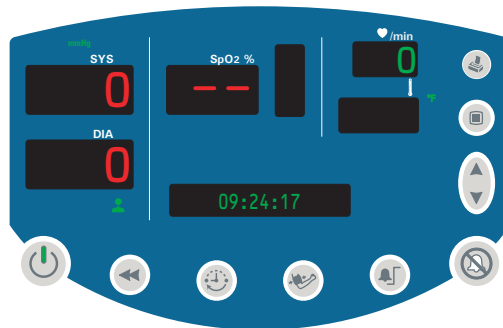 mmHg
SYS
0
DIA
0
SpO2 %
--
♥/min
0
°F
09:24:17